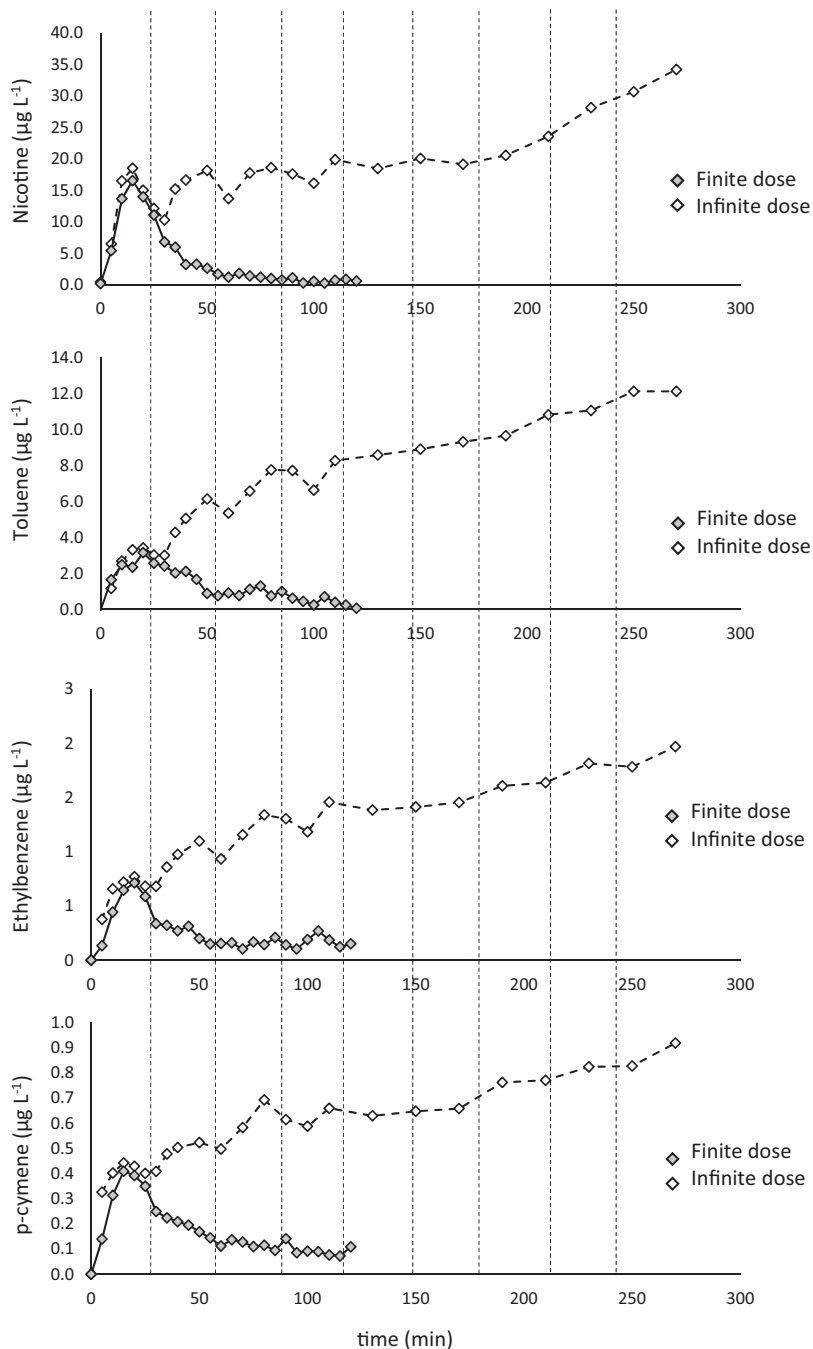 Nicotine (µg L-1)
40.0
35.0
30.0
25.0
20.0
15.0
10.0
5.0
0.0
0 50 100 150 200 250 300
Finite dose
Infinite dose
Toluene (µg L-1)
14.0
12.0
10.0
8.0
6.0
4.0
2.0
0.0
0 50 100 150 200 250 300
Finite dose
Infinite dose
Ethylbenzene (µg L-1)
3
2
2
1
1
0
0 50 100 150 200 250 300
Finite dose
Infinite dose
p-cymene (µg L-1)
1.0
0.9
0.8
0.7
0.6
0.5
0.4
0.3
0.2
0.1
0.0
0 50 100 150 200 250 300
Finite dose
Infinite dose
time (min)